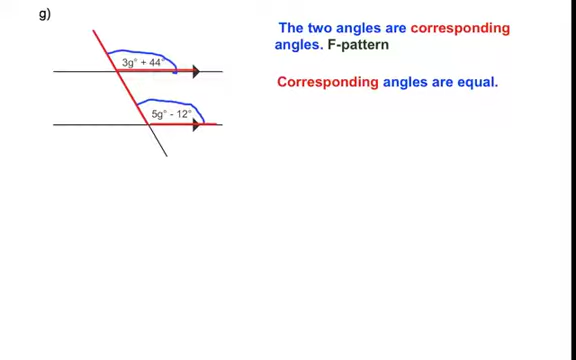 g)
The two angles are corresponding
angles. F-pattern
3g° + 44°
Corresponding angles are equal.
5g° - 12°